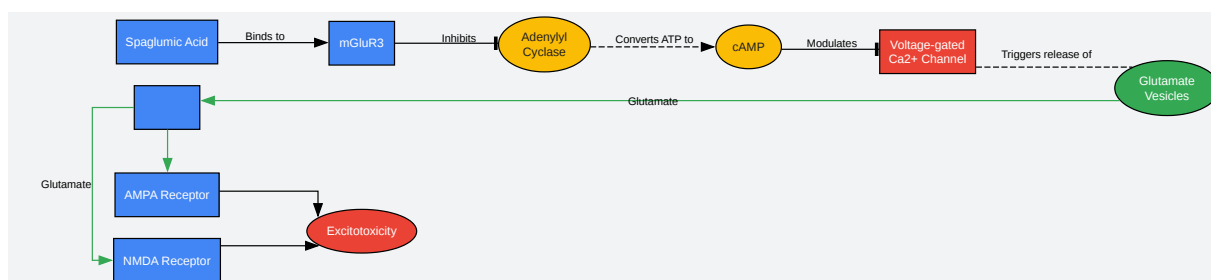 Spaglumic Acid
Binds to
mGluR3
Inhibits
Adenylyl
Cyclase
Converts ATP to
cAMP
Modulates
Voltage-gated
Ca2+ Channel
Triggers release of
Glutamate
Vesicles
Glutamate
Glutamate
AMPA Receptor
Excitotoxicity
NMDA Receptor